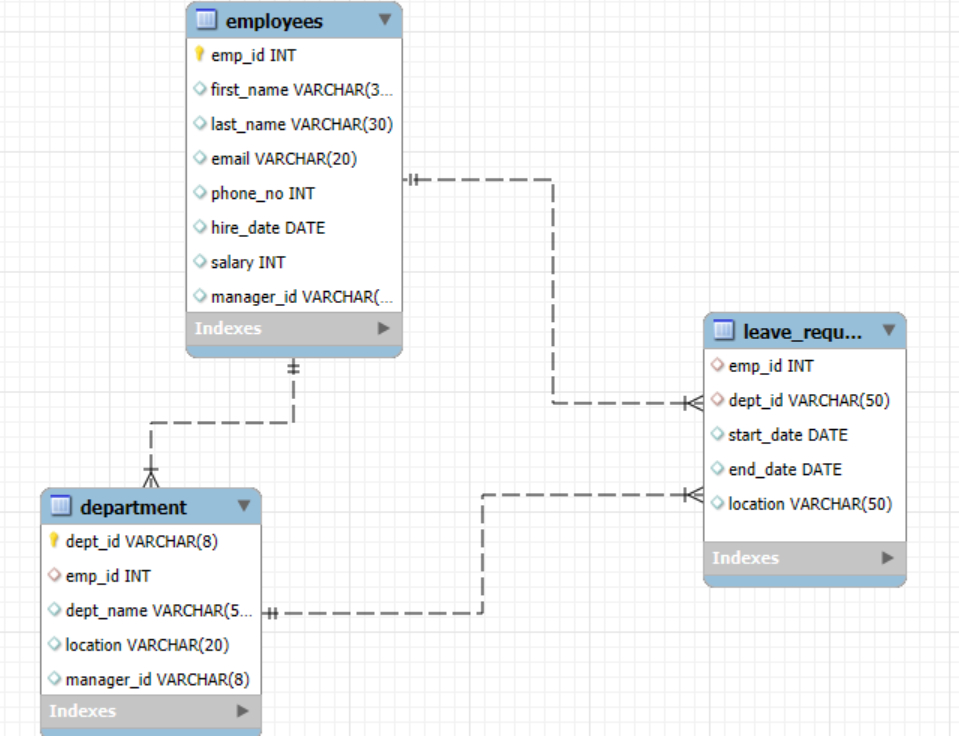 employees
emp_id INT
first_name VARCHAR(3...
last_name VARCHAR(30)
email VARCHAR(20)
phone_no INT
hire_date DATE
salary INT
manager_id VARCHAR(...
Indexes
leave_requ...
emp_id INT
dept_id VARCHAR(50)
start_date DATE
end_date DATE
location VARCHAR(50)
Indexes
department
dept_id VARCHAR(8)
emp_id INT
dept_name VARCHAR(5...
location VARCHAR(20)
manager_id VARCHAR(8)
Indexes